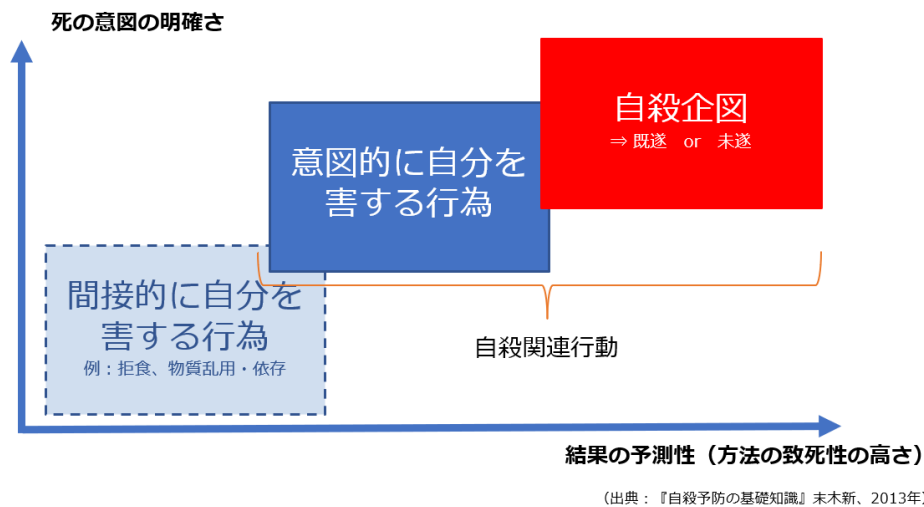 死の意図の明確さ
自殺企図
⇒ 既遂 or 未遂
意図的に自分を
害する行為
間接的に自分を
害する行為
例：拒食、物質乱用・依存
自殺関連行動
結果の予測性（方法の致死性の高さ）
（出典：『自殺予防の基礎知識』末木新、2013年）